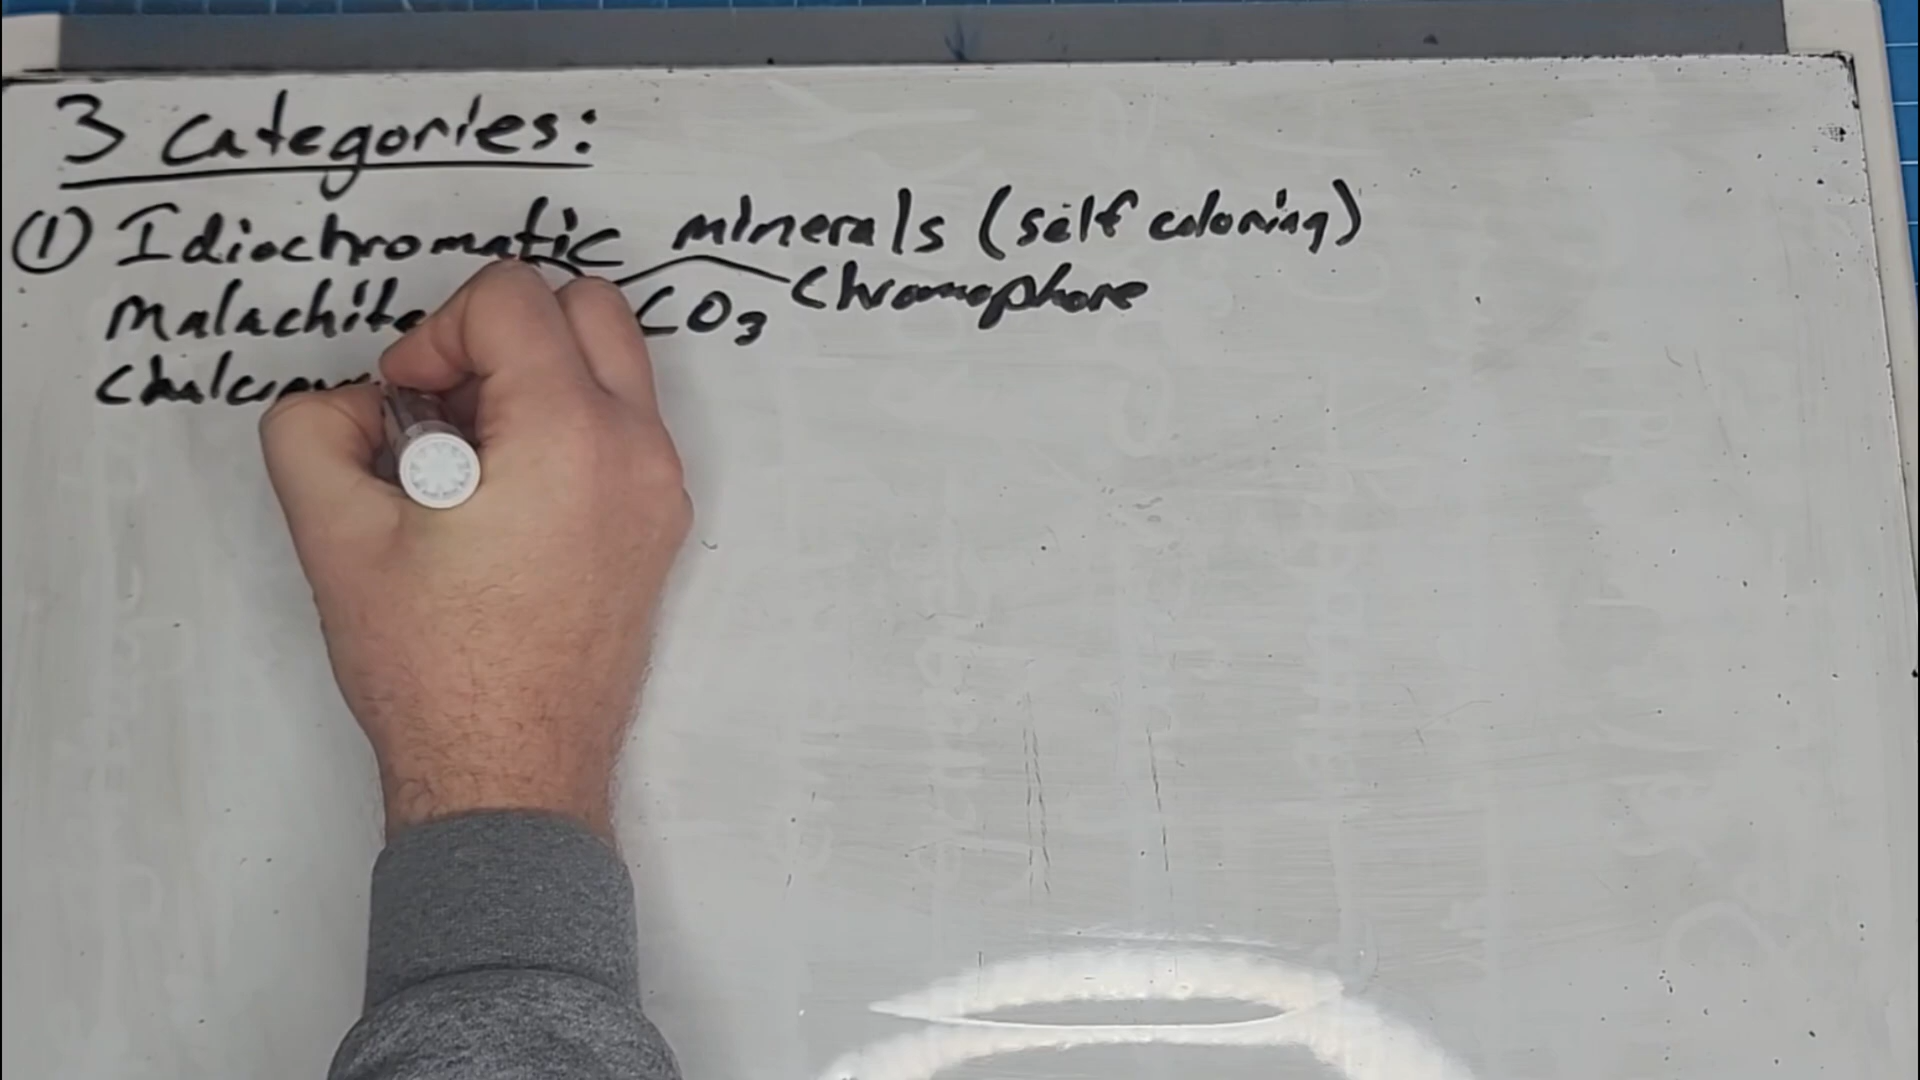 3 Categories:
① Idiochromatic minerals (self coloring)
Malachite CO₃ Chromophore